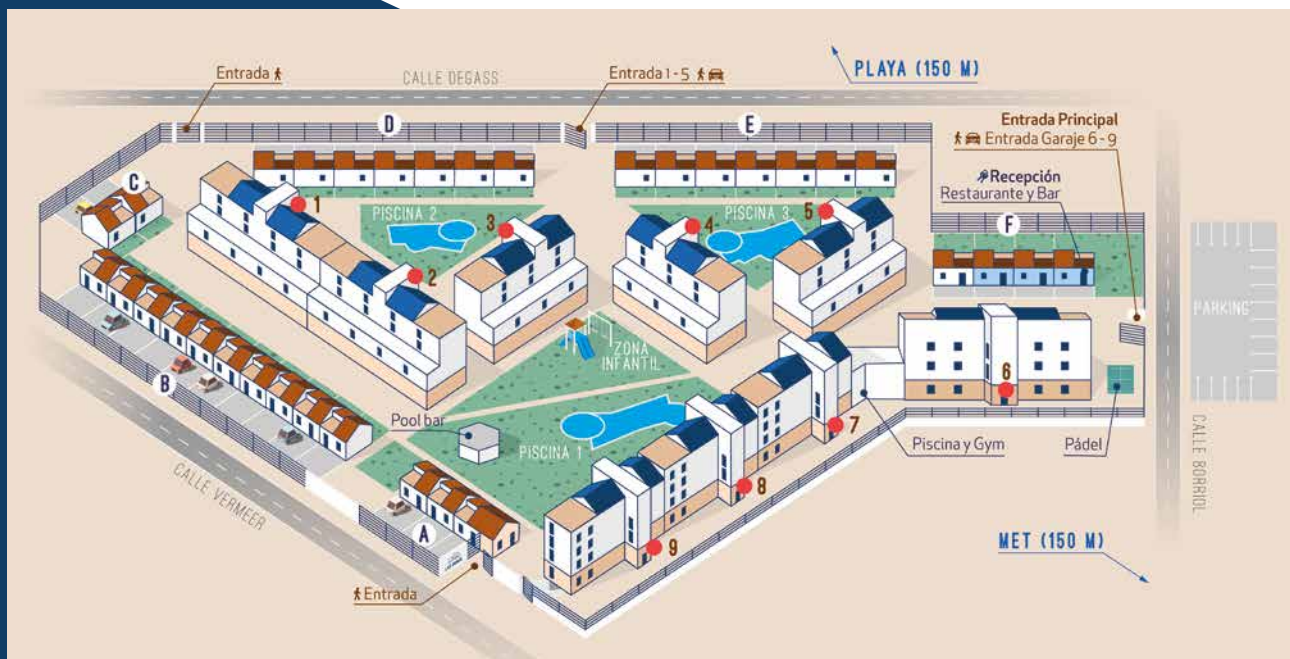 PLAYA (150 M)
Entrada
CALLE DEGASS
Entrada 1 - 5
Entrada Principal
Entrada Garaje 6 - 9
D
E
Recepción
Restaurante y Bar
C
1
PISCINA 2
3
4
PISCINA 3
5
F
2
PARKING
ZONA
INFANTIL
B
6
Pool bar
PISCINA 1
7
Piscina y Gym
Pádel
CALLE BORRIOL
CALLE VERMEER
8
A
9
MET (150 M)
Entrada